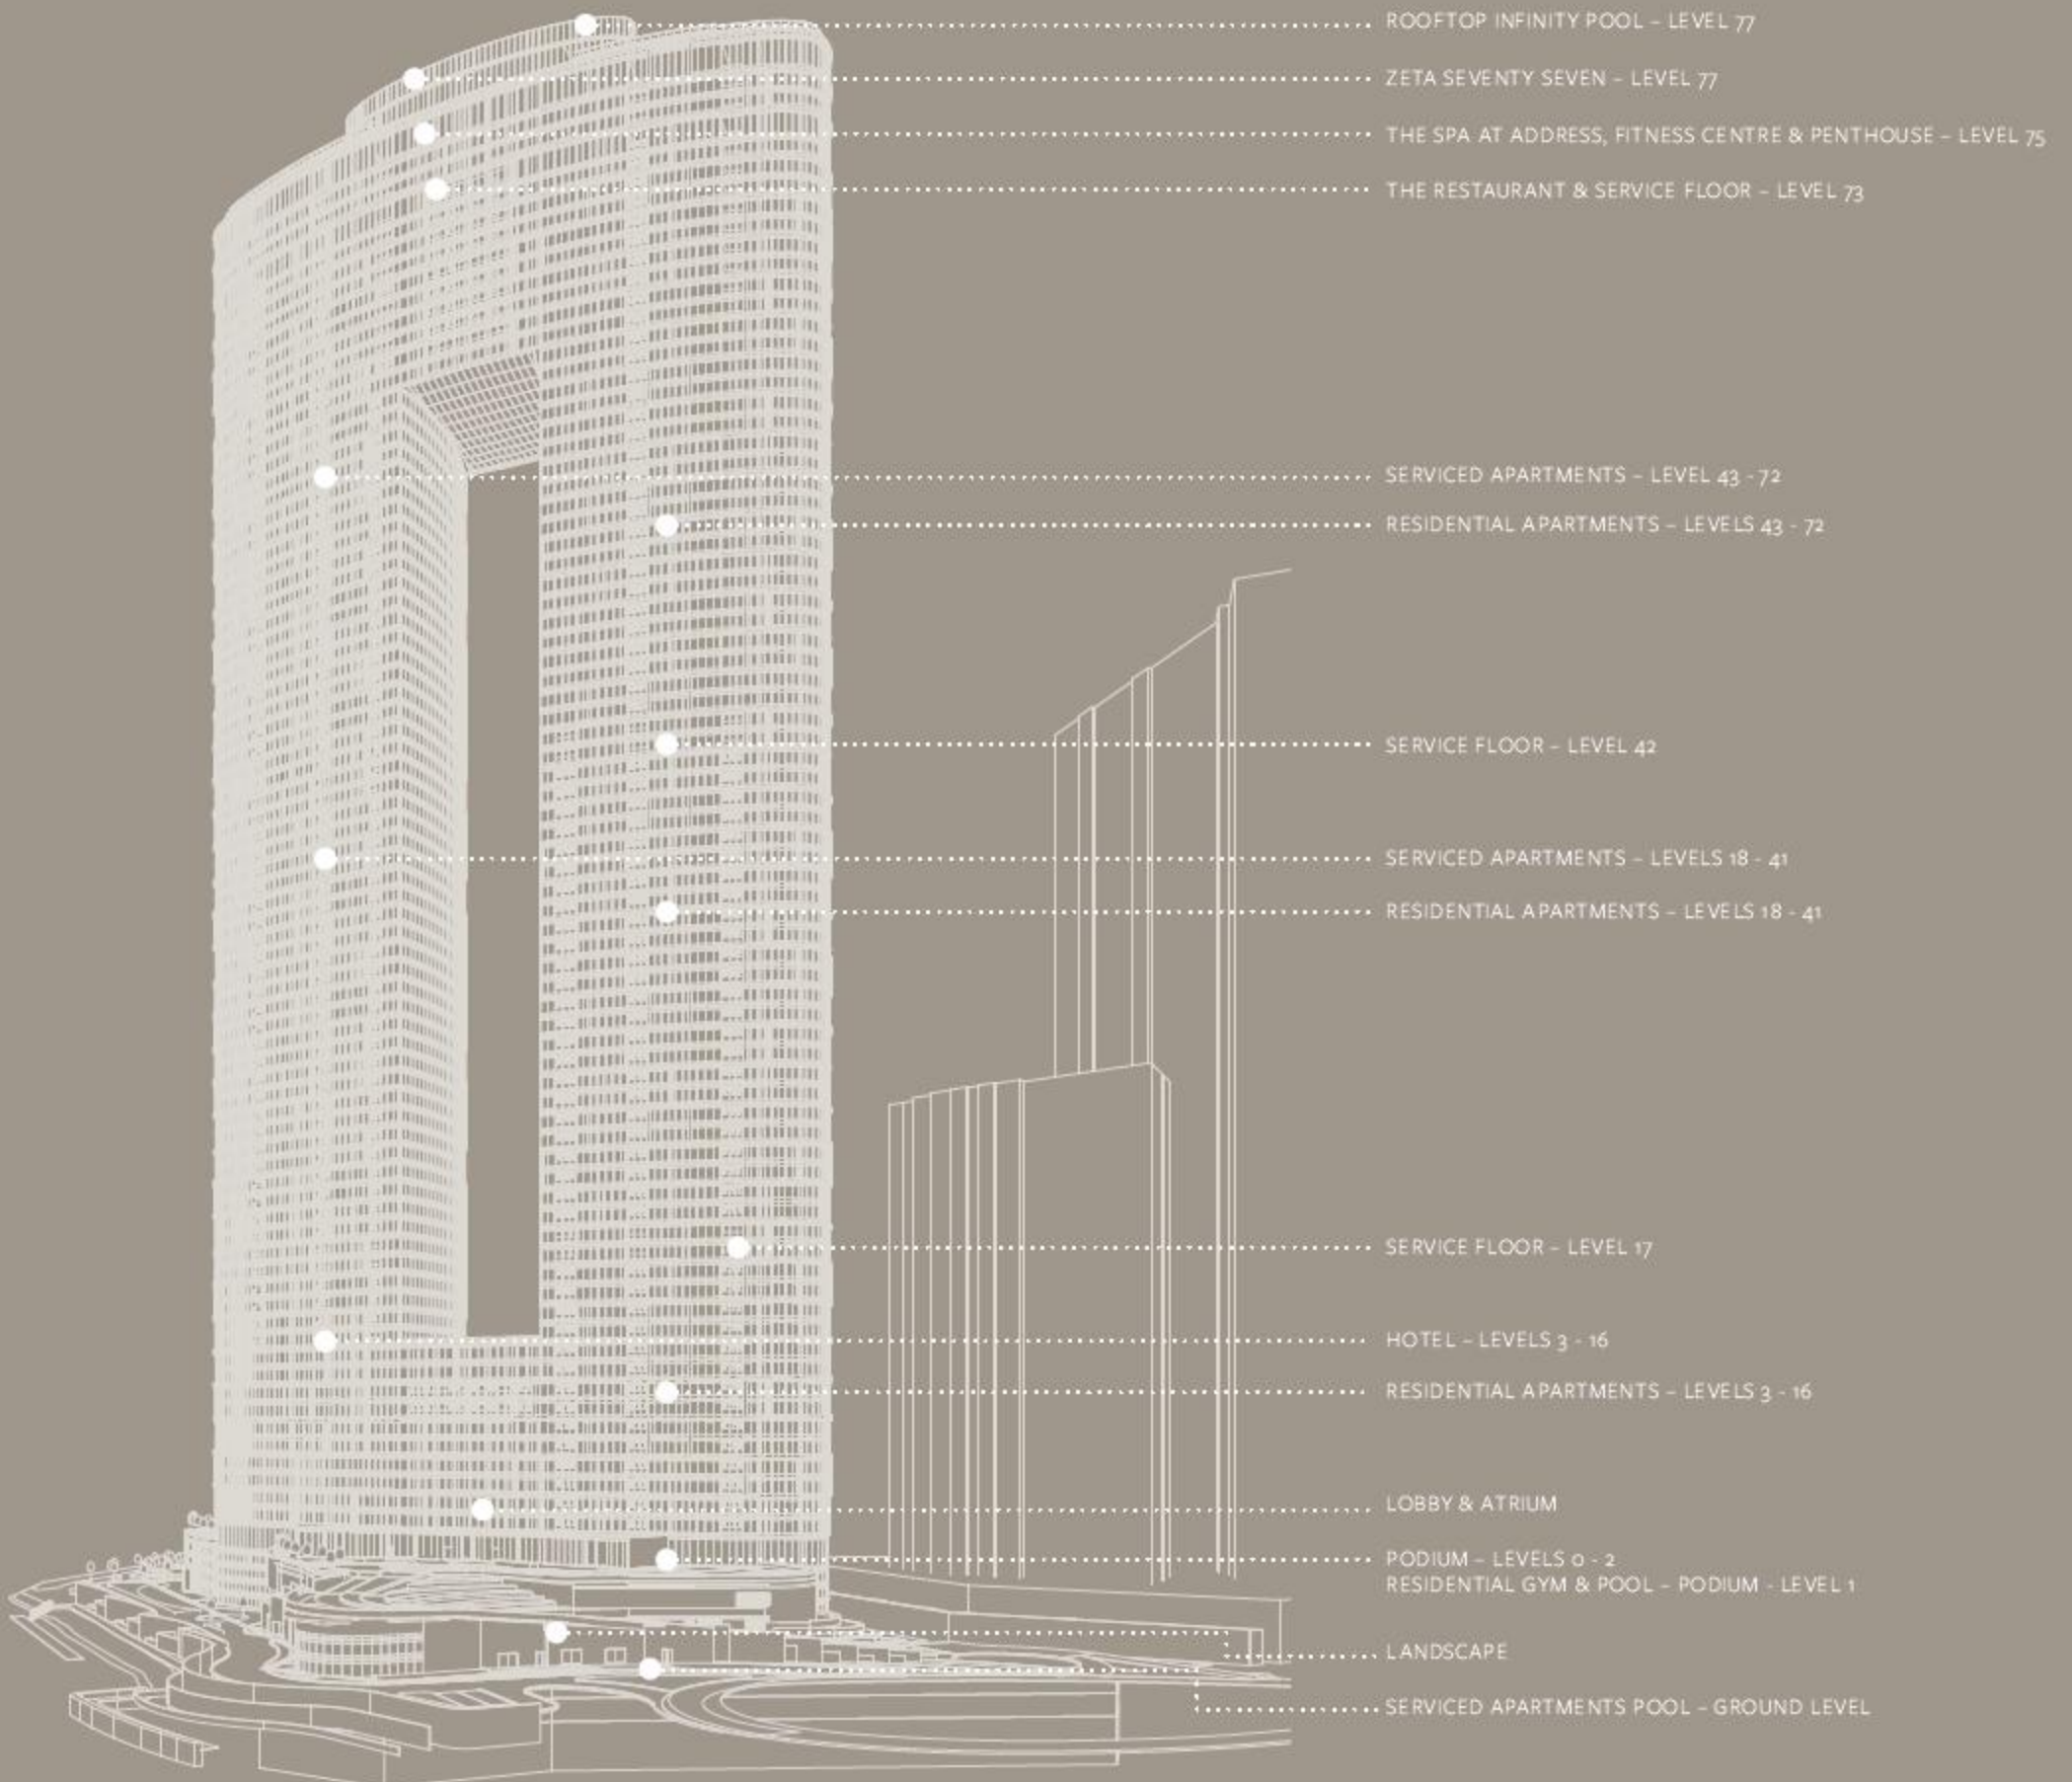 ROOFTOP INFINITY POOL – LEVEL 77
ZETA SEVENTY SEVEN – LEVEL 77
THE SPA AT ADDRESS, FITNESS CENTRE & PENTHOUSE – LEVEL 75
THE RESTAURANT & SERVICE FLOOR – LEVEL 73
SERVICED APARTMENTS – LEVEL 43 - 72
RESIDENTIAL APARTMENTS – LEVELS 43 - 72
SERVICE FLOOR – LEVEL 42
SERVICED APARTMENTS – LEVELS 18 - 41
RESIDENTIAL APARTMENTS – LEVELS 18 - 41
SERVICE FLOOR – LEVEL 17
HOTEL – LEVELS 3 - 16
RESIDENTIAL APARTMENTS – LEVELS 3 - 16
LOBBY & ATRIUM
PODIUM – LEVELS 0 - 2
RESIDENTIAL GYM & POOL – PODIUM - LEVEL 1
LANDSCAPE
SERVICED APARTMENTS POOL – GROUND LEVEL